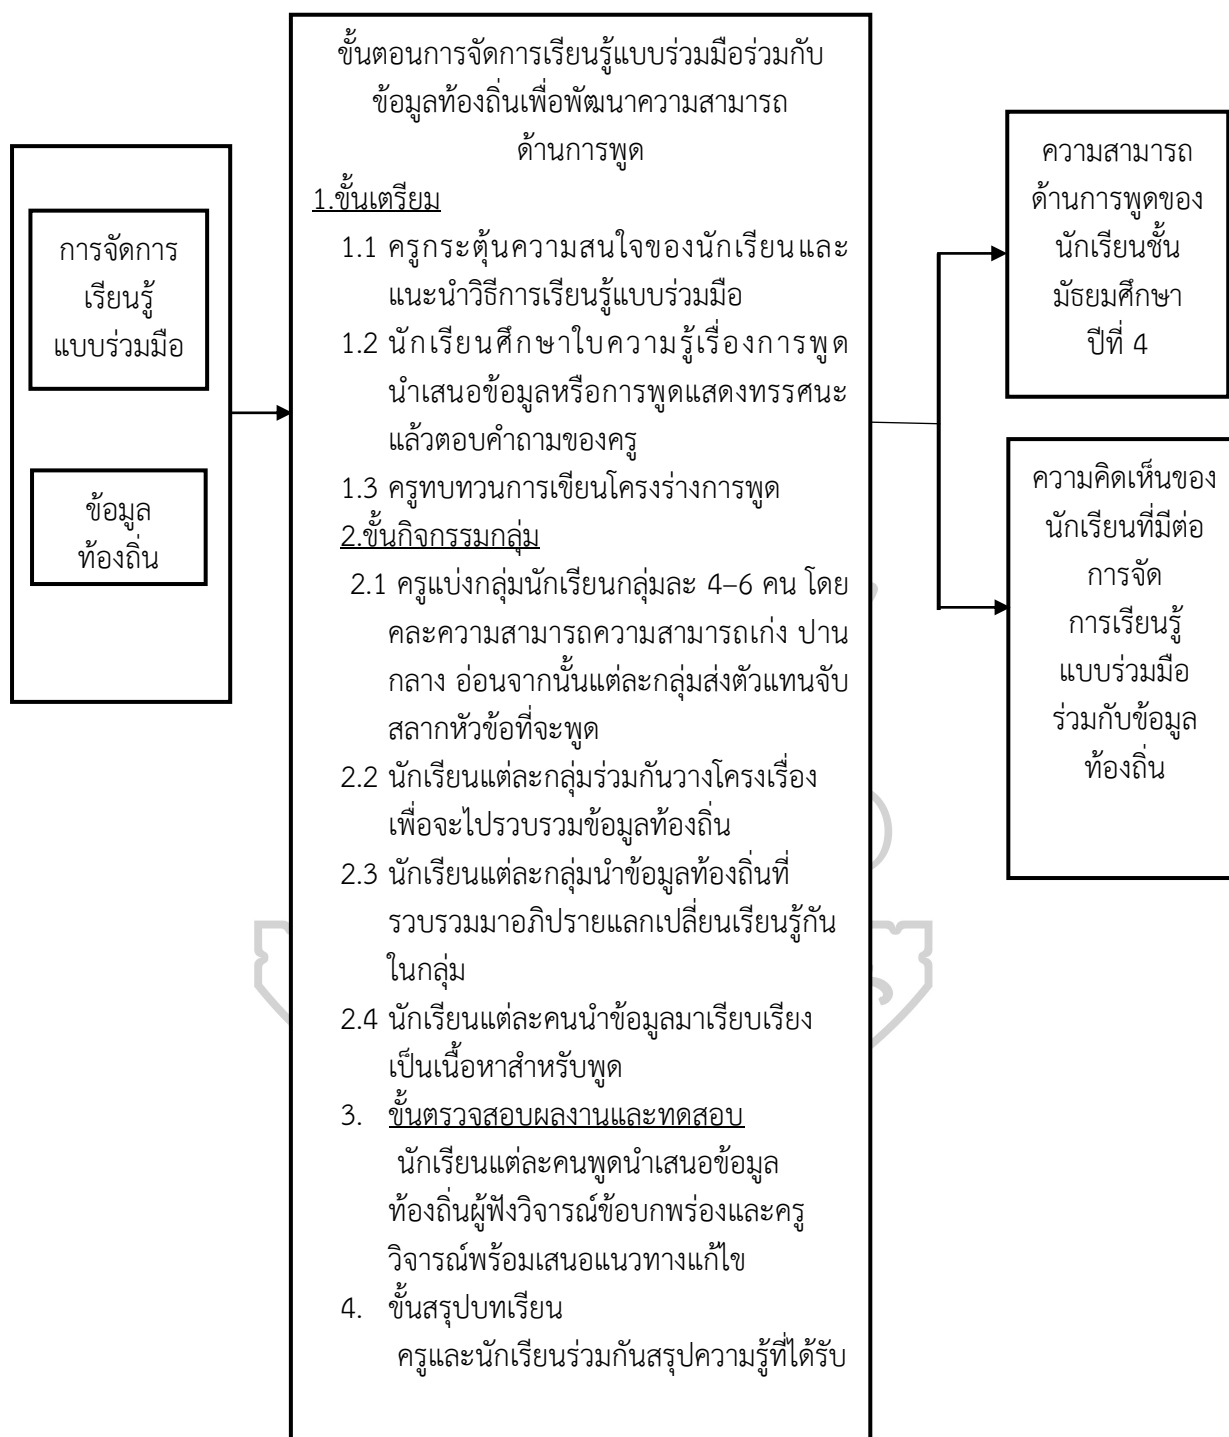 การจัดการ
เรียนรู้
แบบร่วมมือ
ข้อมูล
ท้องถิ่น
ขั้นตอนการจัดการเรียนรู้แบบร่วมมือร่วมกับ
ข้อมูลท้องถิ่นเพื่อพัฒนาความสามารถ
ด้านการพูด
1.ขั้นเตรียม
1.1 ครูกระตุ้นความสนใจของนักเรียนและ
แนะนำวิธีการเรียนรู้แบบร่วมมือ
1.2 นักเรียนศึกษาใบความรู้เรื่องการพูด
นำเสนอข้อมูลหรือการพูดแสดงทรรศนะ
แล้วตอบคำถามของครู
1.3 ครูทบทวนการเขียนโครงร่างการพูด
2.ขั้นกิจกรรมกลุ่ม
2.1 ครูแบ่งกลุ่มนักเรียนกลุ่มละ 4–6 คน โดย
คละความสามารถความสามารถเก่ง ปาน
กลาง อ่อนจากนั้นแต่ละกลุ่มส่งตัวแทนจับ
สลากหัวข้อที่จะพูด
2.2 นักเรียนแต่ละกลุ่มร่วมกันวางโครงเรื่อง
เพื่อจะไปรวบรวมข้อมูลท้องถิ่น
2.3 นักเรียนแต่ละกลุ่มนำข้อมูลท้องถิ่นที่
รวบรวมมาอภิปรายแลกเปลี่ยนเรียนรู้กัน
ในกลุ่ม
2.4 นักเรียนแต่ละคนนำข้อมูลมาเรียบเรียง
เป็นเนื้อหาสำหรับพูด
3. ขั้นตรวจสอบผลงานและทดสอบ
นักเรียนแต่ละคนพูดนำเสนอข้อมูล
ท้องถิ่นผู้ฟังวิจารณ์ข้อบกพร่องและครู
วิจารณ์พร้อมเสนอแนวทางแก้ไข
4. ขั้นสรุปบทเรียน
ครูและนักเรียนร่วมกันสรุปความรู้ที่ได้รับ
ความสามารถ
ด้านการพูดของ
นักเรียนชั้น
มัธยมศึกษา
ปีที่ 4
ความคิดเห็นของ
นักเรียนที่มีต่อ
การจัด
การเรียนรู้
แบบร่วมมือ
ร่วมกับข้อมูล
ท้องถิ่น